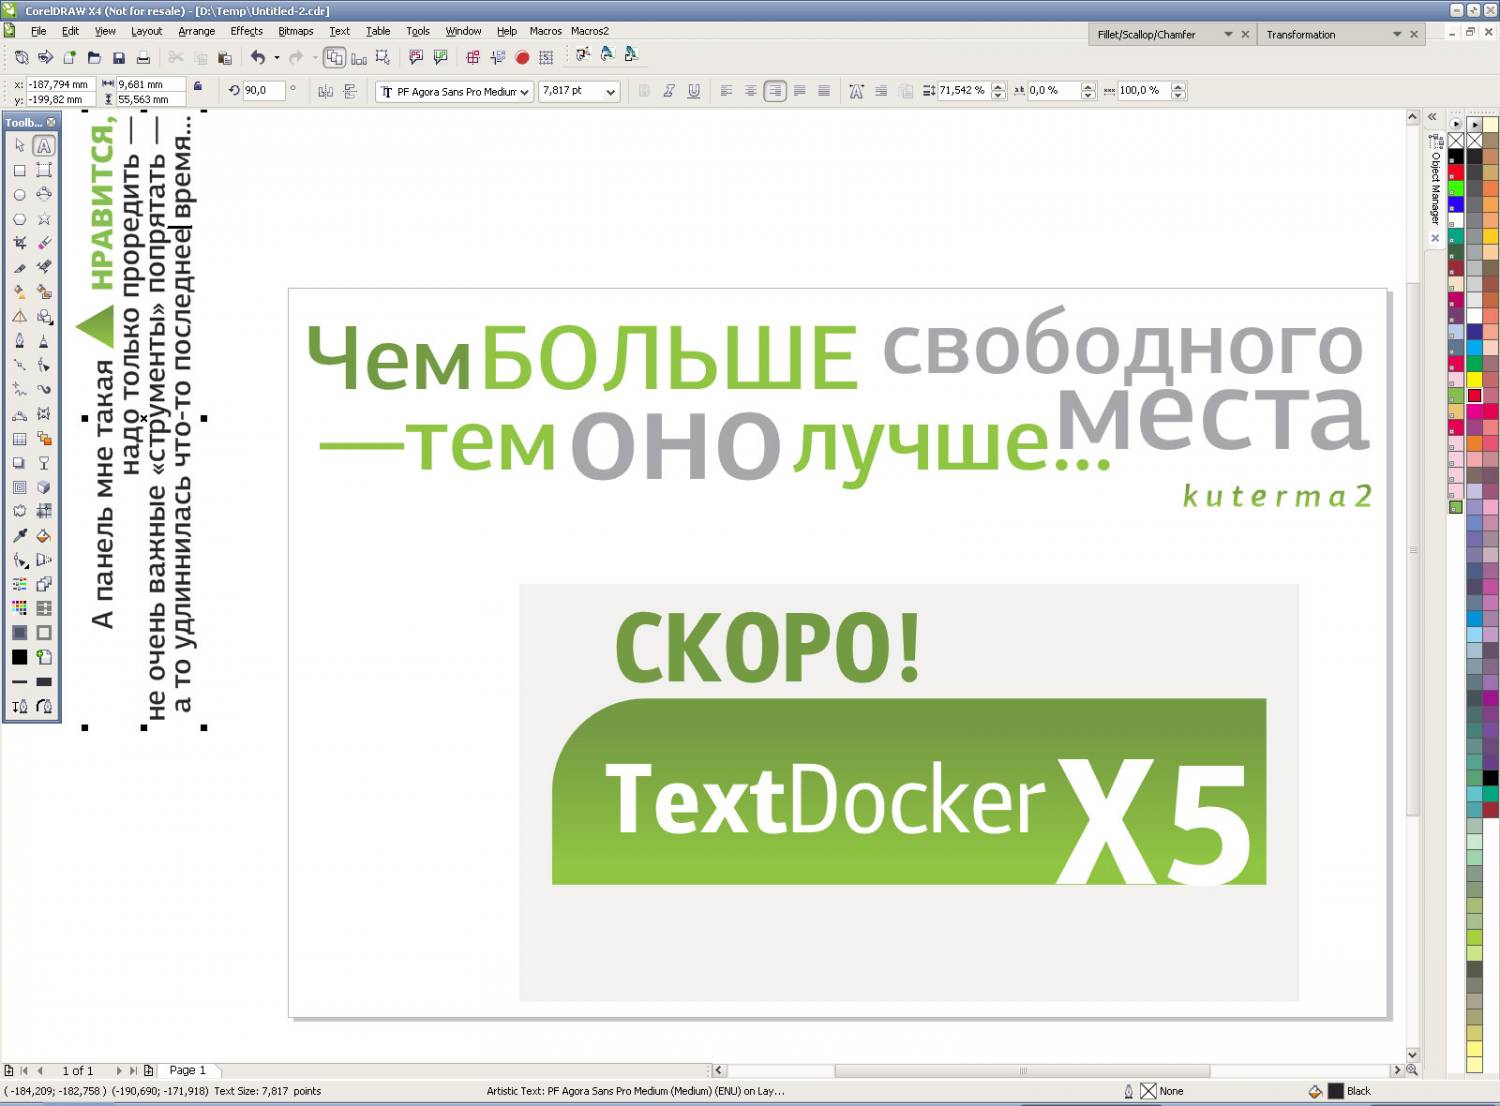 CorelDRAW X4 (Not for resale) - [D:\Temp\Untitled-2.cdr]
File Edit View Layout Arrange Effects Bitmaps Text Table Tools Window Help Macros Macros2
Fillet/Scallop/Chamfer
Transformation
x: -187,794 mm 9,681 mm
y: -199,82 mm 55,563 mm
90,0 °
PF Agora Sans Pro Medium
7,817 pt
71,542 % 0,0 % 100,0 %
Toolb...
Object Manager
А панель мне такая НРАВИТСЯ,
надо только проредить —
не очень важные «струменты» попрятать —
а то удлиннилась что-то последнее время...
Чем БОЛЬШЕ свободного
места
—тем оно лучше...
kuterma2
СКОРО!
TextDocker X5
1 of 1
Page 1
( -184,209; -182,758 ) (-190,690; -171,918) Text Size: 7,817 points
Artistic Text: PF Agora Sans Pro Medium (Medium) (ENU) on Lay...
None
Black